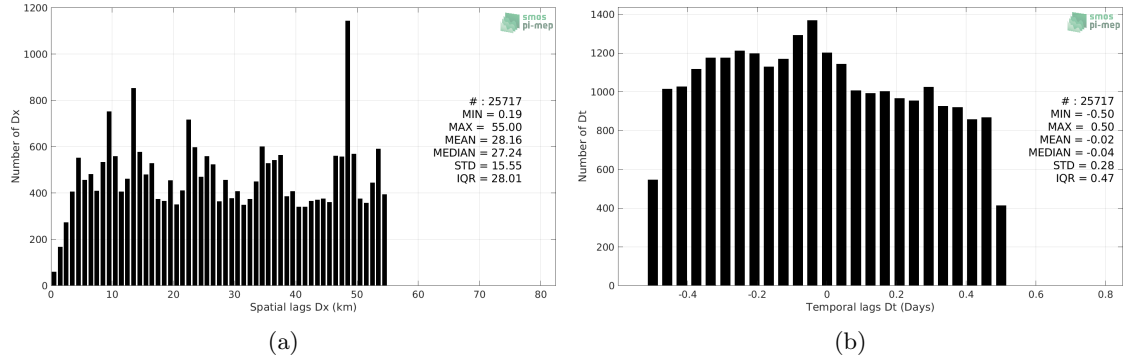 1200
1000
800
600
400
200
0
0 10 20 30 40 50 60 70 80
Number of Dx
Spatial lags Dx (km)
smos
pi-mep
# : 25717
MIN = 0.19
MAX = 55.00
MEAN = 28.16
MEDIAN = 27.24
STD = 15.55
IQR = 28.01
(a)
1400
1200
1000
800
600
400
200
0
-0.4 -0.2 0 0.2 0.4 0.6 0.8
Number of Dt
Temporal lags Dt (Days)
smos
pi-mep
# : 25717
MIN = -0.50
MAX = 0.50
MEAN = -0.02
MEDIAN = -0.04
STD = 0.28
IQR = 0.47
(b)